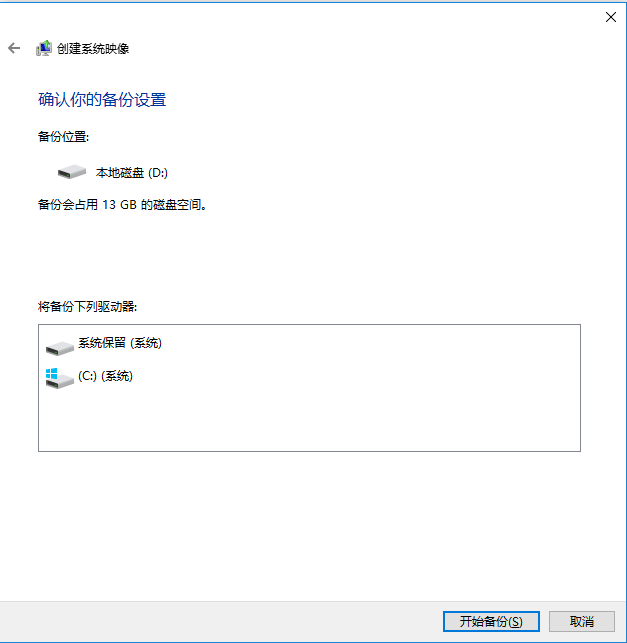 创建系统映像
确认你的备份设置
备份位置:
本地磁盘 (D:)
备份会占用 13 GB 的磁盘空间。
将备份下列驱动器:
系统保留 (系统)
(C:) (系统)
开始备份(S)
取消